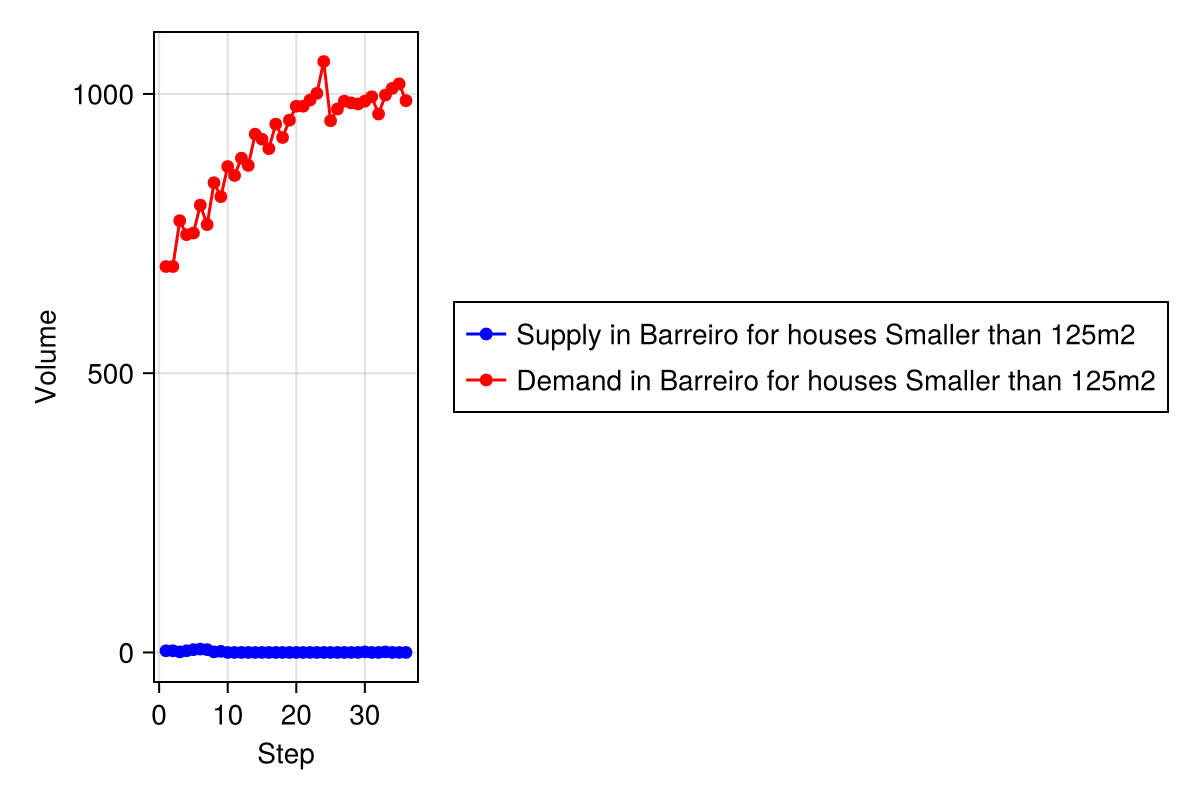 1000
500
0
Volume
0 10 20 30
Step
Supply in Barreiro for houses Smaller than 125m2
Demand in Barreiro for houses Smaller than 125m2